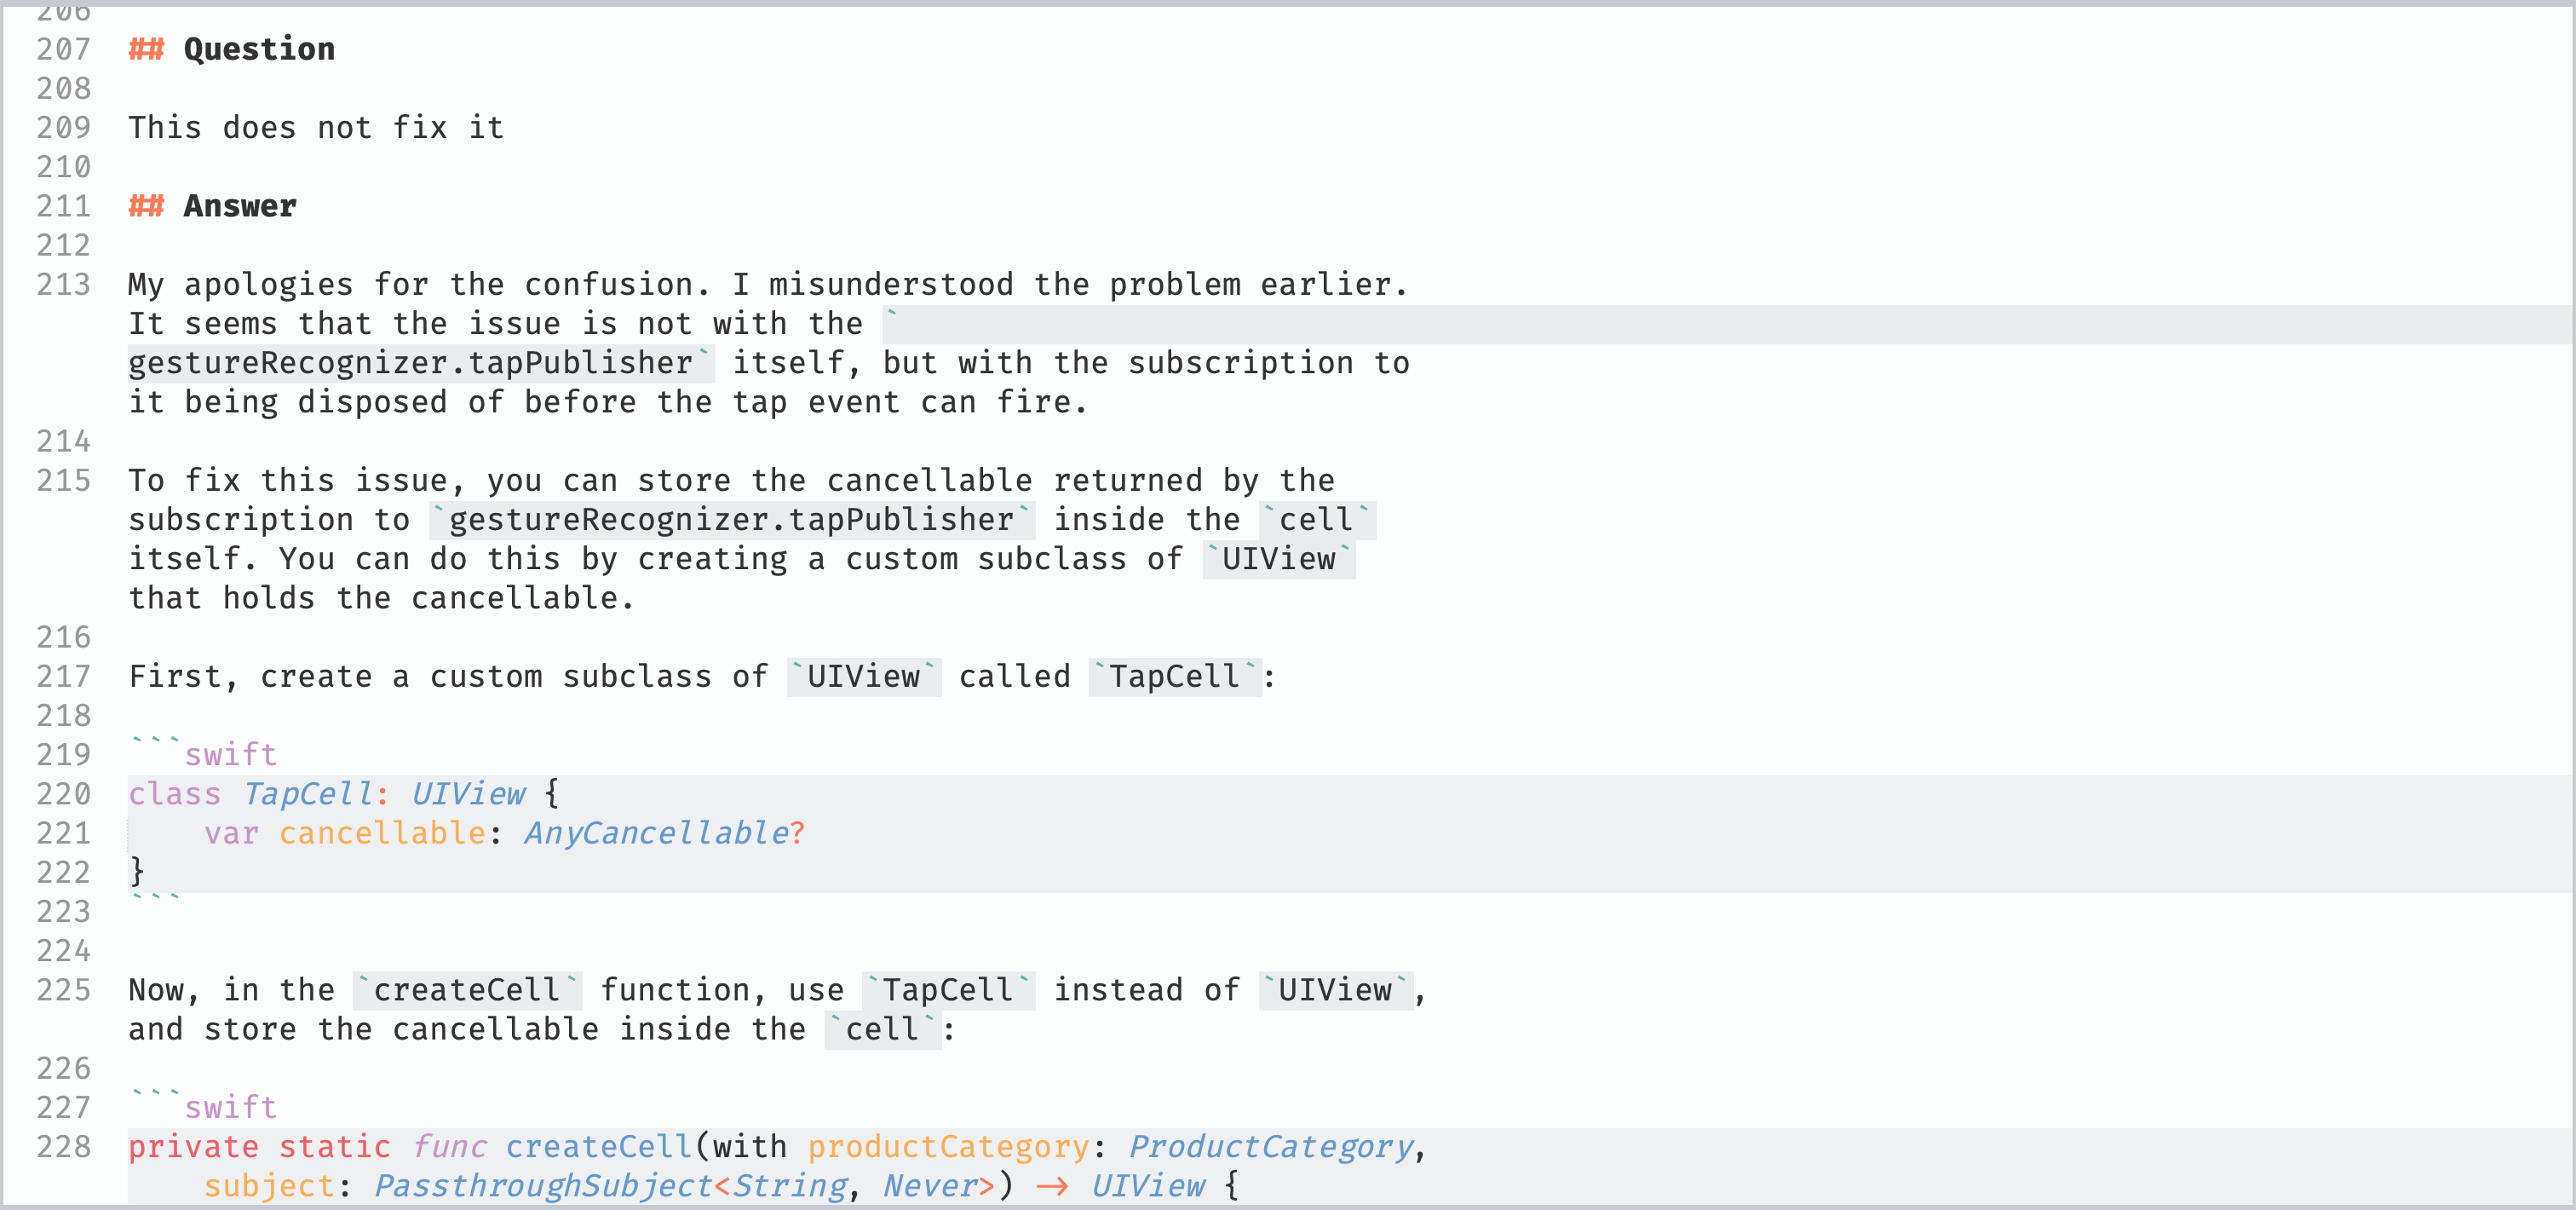 206
207 ## Question
208
209 This does not fix it
210
211 ## Answer
212
213 My apologies for the confusion. I misunderstood the problem earlier.
It seems that the issue is not with the `
gestureRecognizer.tapPublisher` itself, but with the subscription to
it being disposed of before the tap event can fire.
214
215 To fix this issue, you can store the cancellable returned by the
subscription to `gestureRecognizer.tapPublisher` inside the `cell`
itself. You can do this by creating a custom subclass of `UIView`
that holds the cancellable.
216
217 First, create a custom subclass of `UIView` called `TapCell`:
218
219 ```swift
220 class TapCell: UIView {
221     var cancellable: AnyCancellable?
222 }
223 ```
224
225 Now, in the `createCell` function, use `TapCell` instead of `UIView`,
and store the cancellable inside the `cell`:
226
227 ```swift
228 private static func createCell(with productCategory: ProductCategory,
    subject: PassthroughSubject<String, Never>) -> UIView {